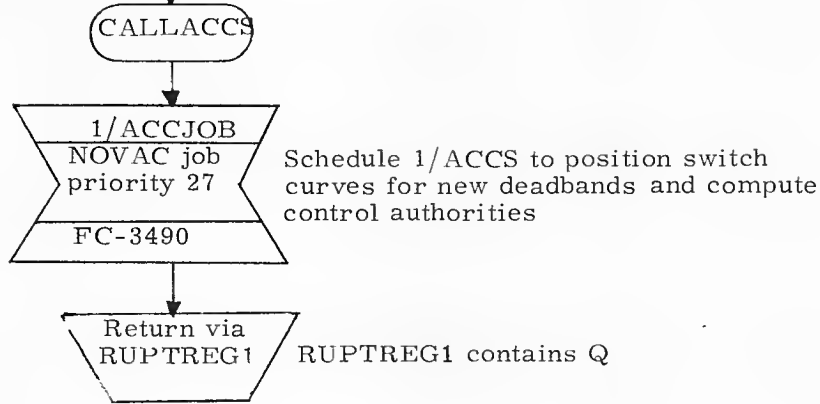 CALLACCS
1/ACCJOB
NOVAC job
priority 27
FC-3490
Schedule 1/ACCS to position switch
curves for new deadbands and compute
control authorities
Return via
RUPTREG1
RUPTREG1 contains Q